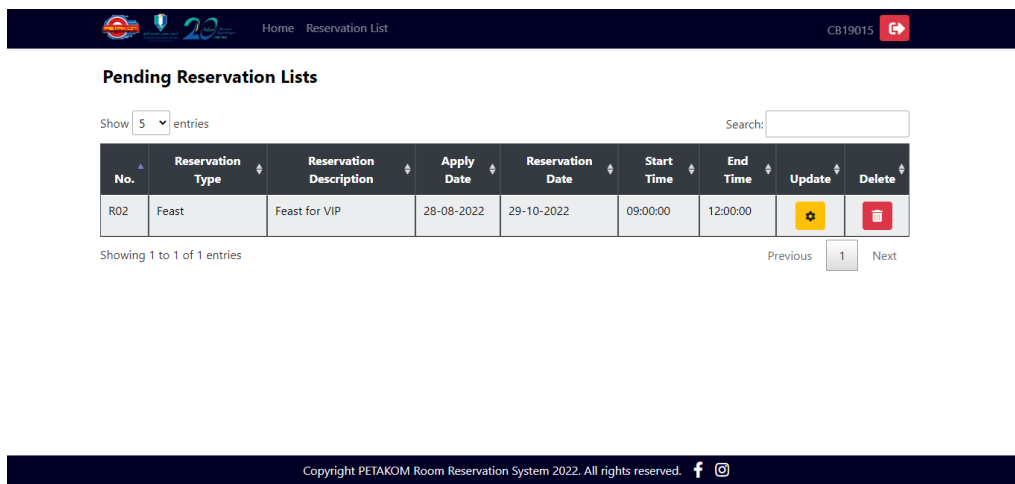 PETAKOM
20
Home Reservation List
CB19015
Pending Reservation Lists
Show 5 entries
Search:
No. Reservation Type Reservation Description Apply Date Reservation Date Start Time End Time Update Delete
R02 Feast Feast for VIP 28-08-2022 29-10-2022 09:00:00 12:00:00
Showing 1 to 1 of 1 entries
Previous 1 Next
Copyright PETAKOM Room Reservation System 2022. All rights reserved.